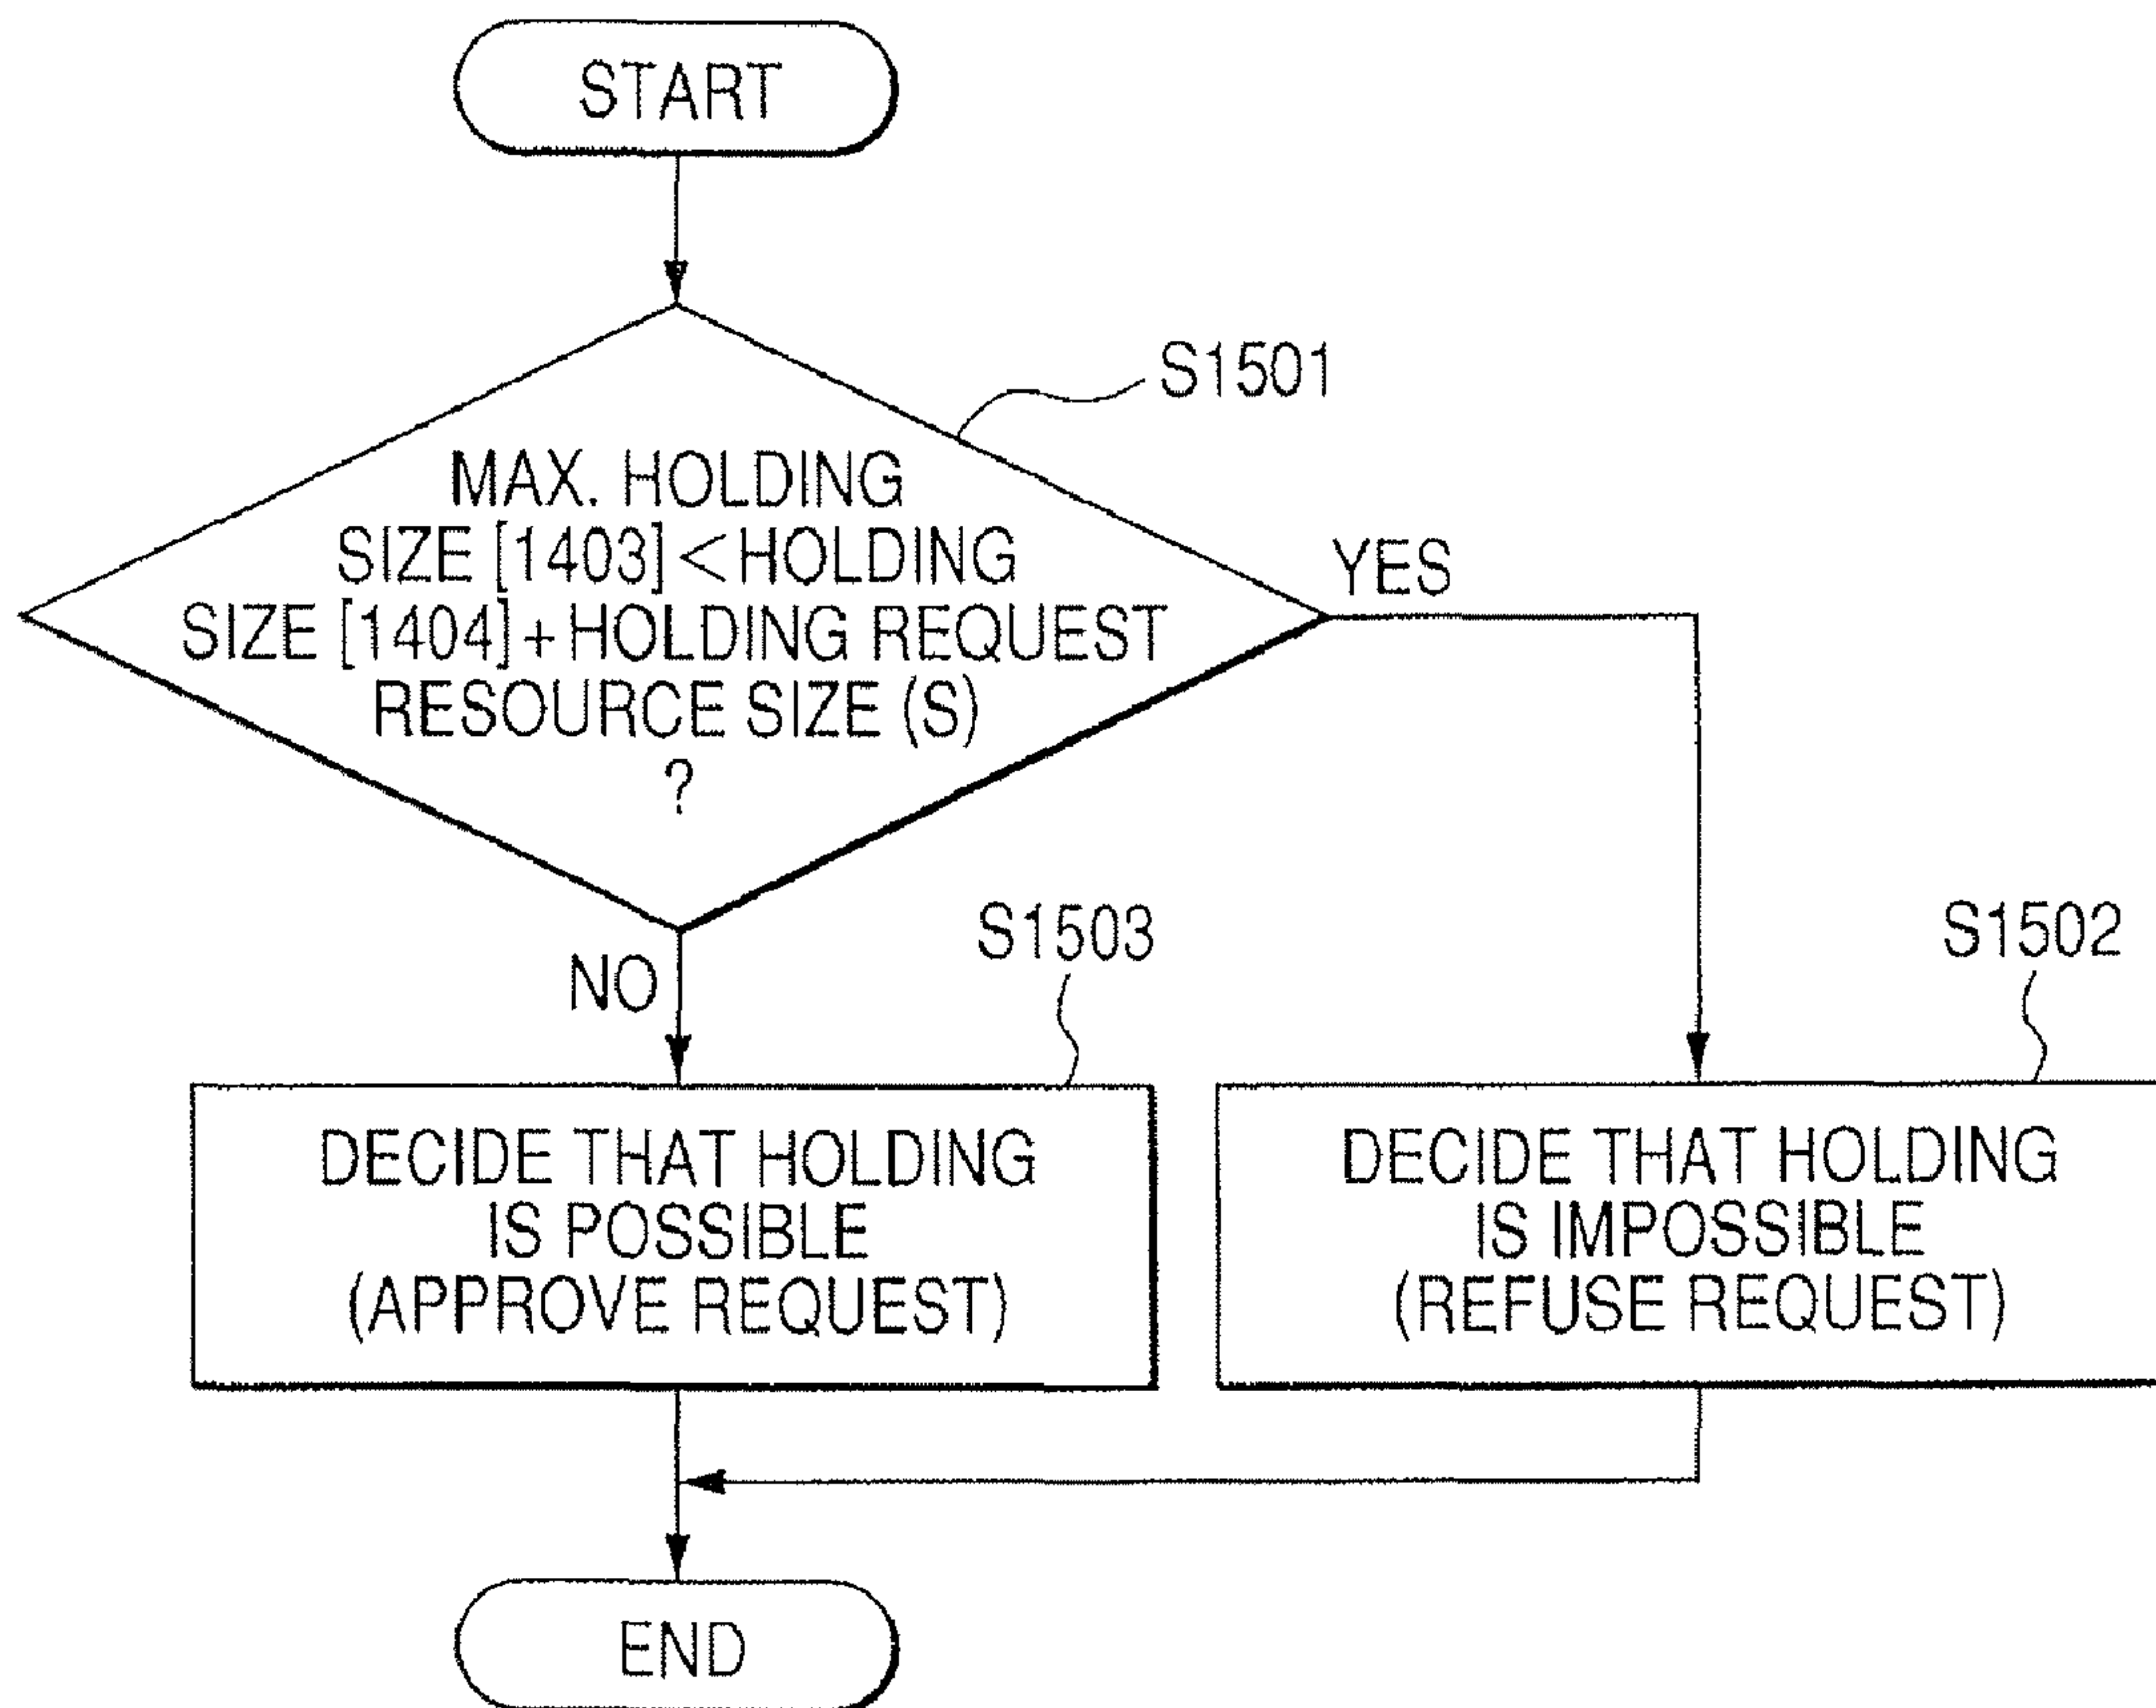 START
S1501
MAX. HOLDING
SIZE [1403] < HOLDING
SIZE [1404] + HOLDING REQUEST
RESOURCE SIZE (S)
?
YES
NO
S1503
S1502
DECIDE THAT HOLDING
IS POSSIBLE
(APPROVE REQUEST)
DECIDE THAT HOLDING
IS IMPOSSIBLE
(REFUSE REQUEST)
END